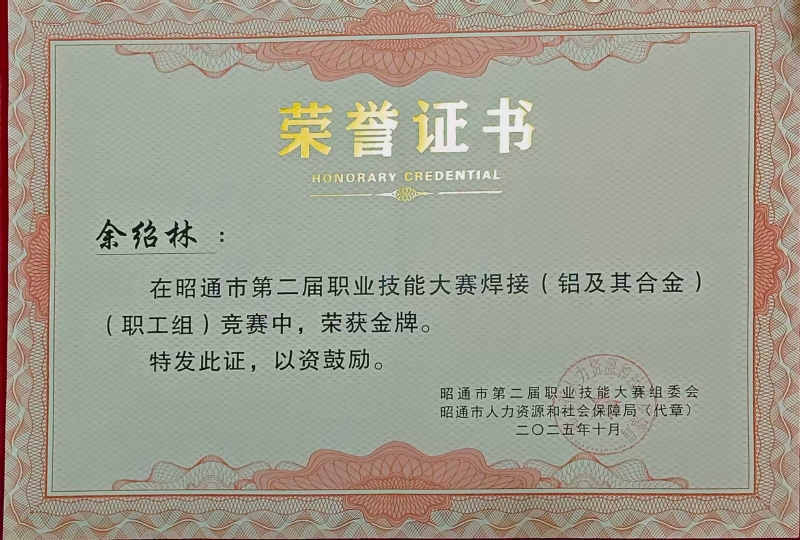 荣誉证书
HONORARY CREDENTIAL
余绍林：
在昭通市第二届职业技能大赛焊接（铝及其合金）
（职工组）竞赛中，荣获金牌。
特发此证，以资鼓励。
昭通市第二届职业技能大赛组委会
昭通市人力资源和社会保障局（代章）
二〇二五年十月